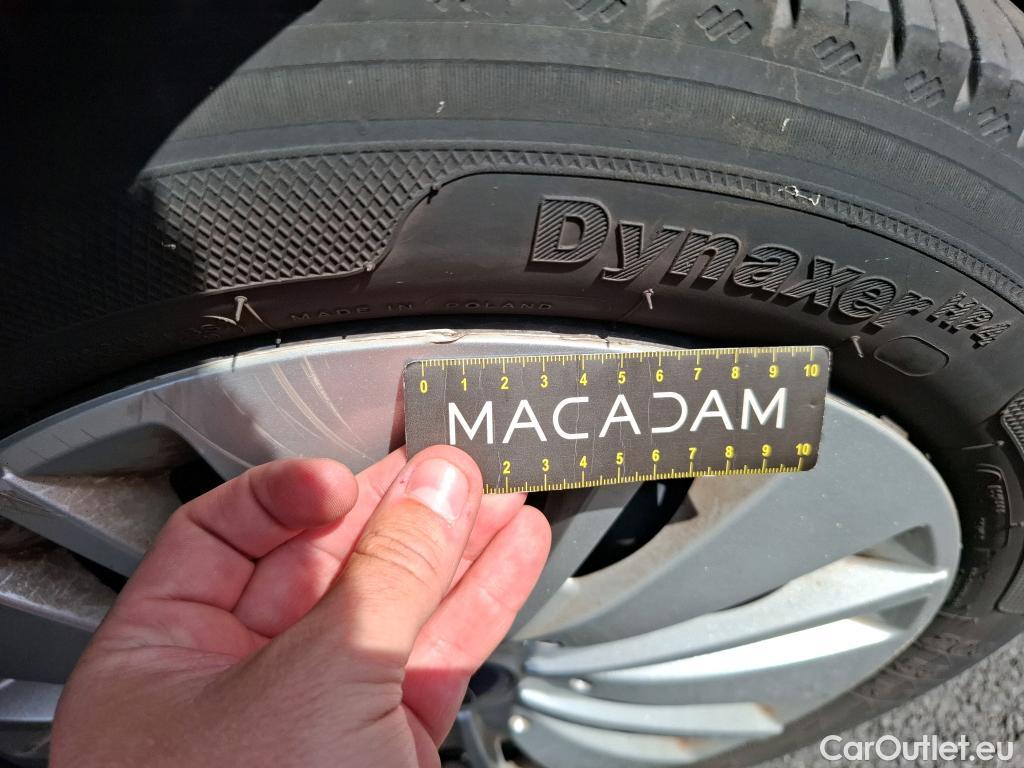 Dynaxer HP4
MADE IN POLAND
0 1 2 3 4 5 6 7 8 9 10
MACADAM
2 3 4 5 6 7 8 9 10
CarOutlet.eu